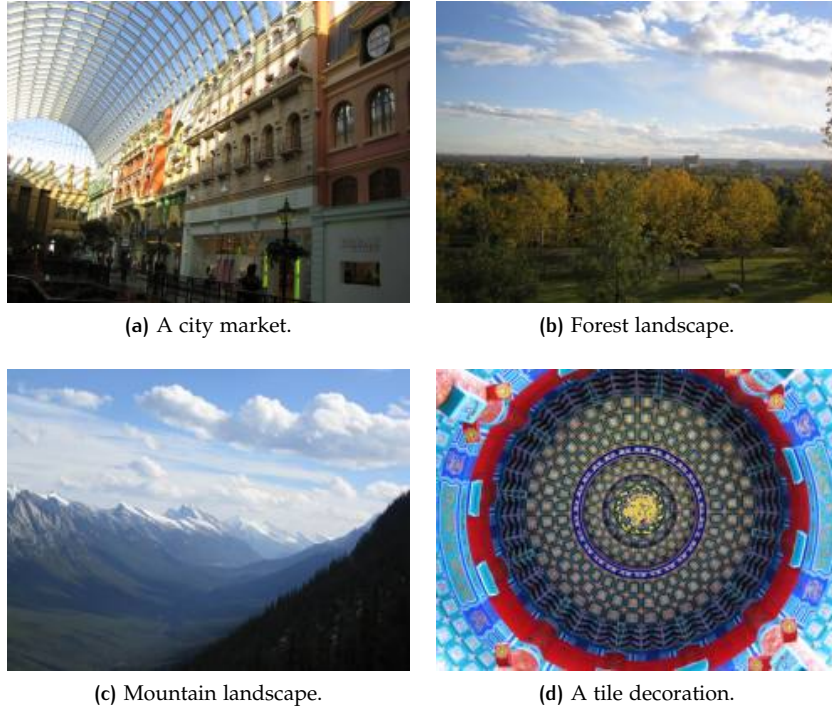 (a) A city market.
(b) Forest landscape.
(c) Mountain landscape.
(d) A tile decoration.